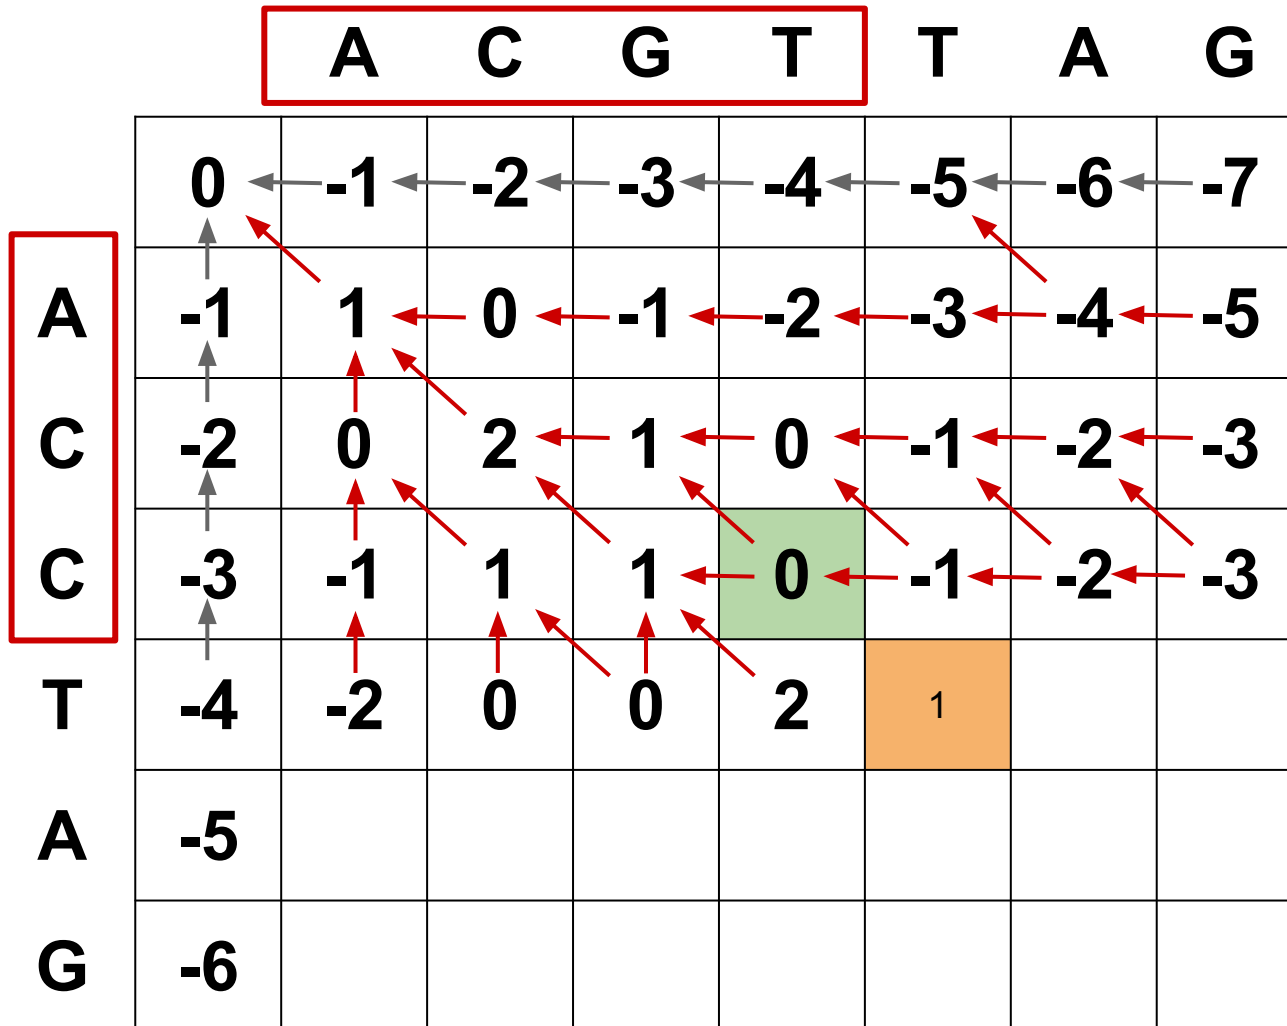 A C G T T A G
0 -1 -2 -3 -4 -5 -6 -7
A -1 1 0 -1 -2 -3 -4 -5
C -2 0 2 1 0 -1 -2 -3
C -3 -1 1 1 0 -1 -2 -3
T -4 -2 0 0 2 1
A -5
G -6